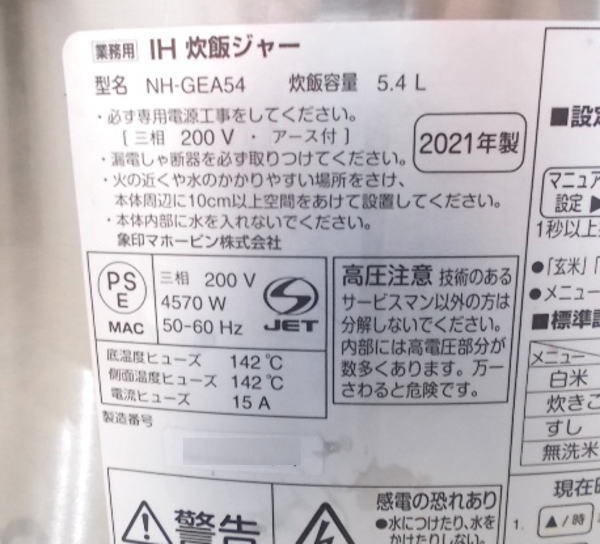 業務用 IH 炊飯ジャー
型名 NH-GEA54 炊飯容量 5.4 L
・必ず専用電源工事をしてください。
[ 三相 200 V ・ アース付 ]
・漏電しゃ断器を必ず取りつけてください。
・火の近くや水のかかりやすい場所をさけ、
本体周辺に10cm以上空間をあけて設置してください。
・本体内部に水を入れないでください。
象印マホービン株式会社
2021年製
PS
E
MAC
三相 200 V
4570 W
50-60 Hz
JET
底温度ヒューズ 142 ℃
側面温度ヒューズ 142 ℃
電流ヒューズ 15 A
製造番号
高圧注意 技術のある
サービスマン以外の方は
分解しないでください。
内部には高電圧部分が
数多くあります。万一
さわると危険です。
警告
感電の恐れあり
●水につけたり、水を
かけたりしない。
■設定
マニュア
設定 ▶
1秒以上
●「玄米」「
●メニュー
■標準
メニュー
白米
炊きこ
すし
無洗米
現在時
1. ▲/時